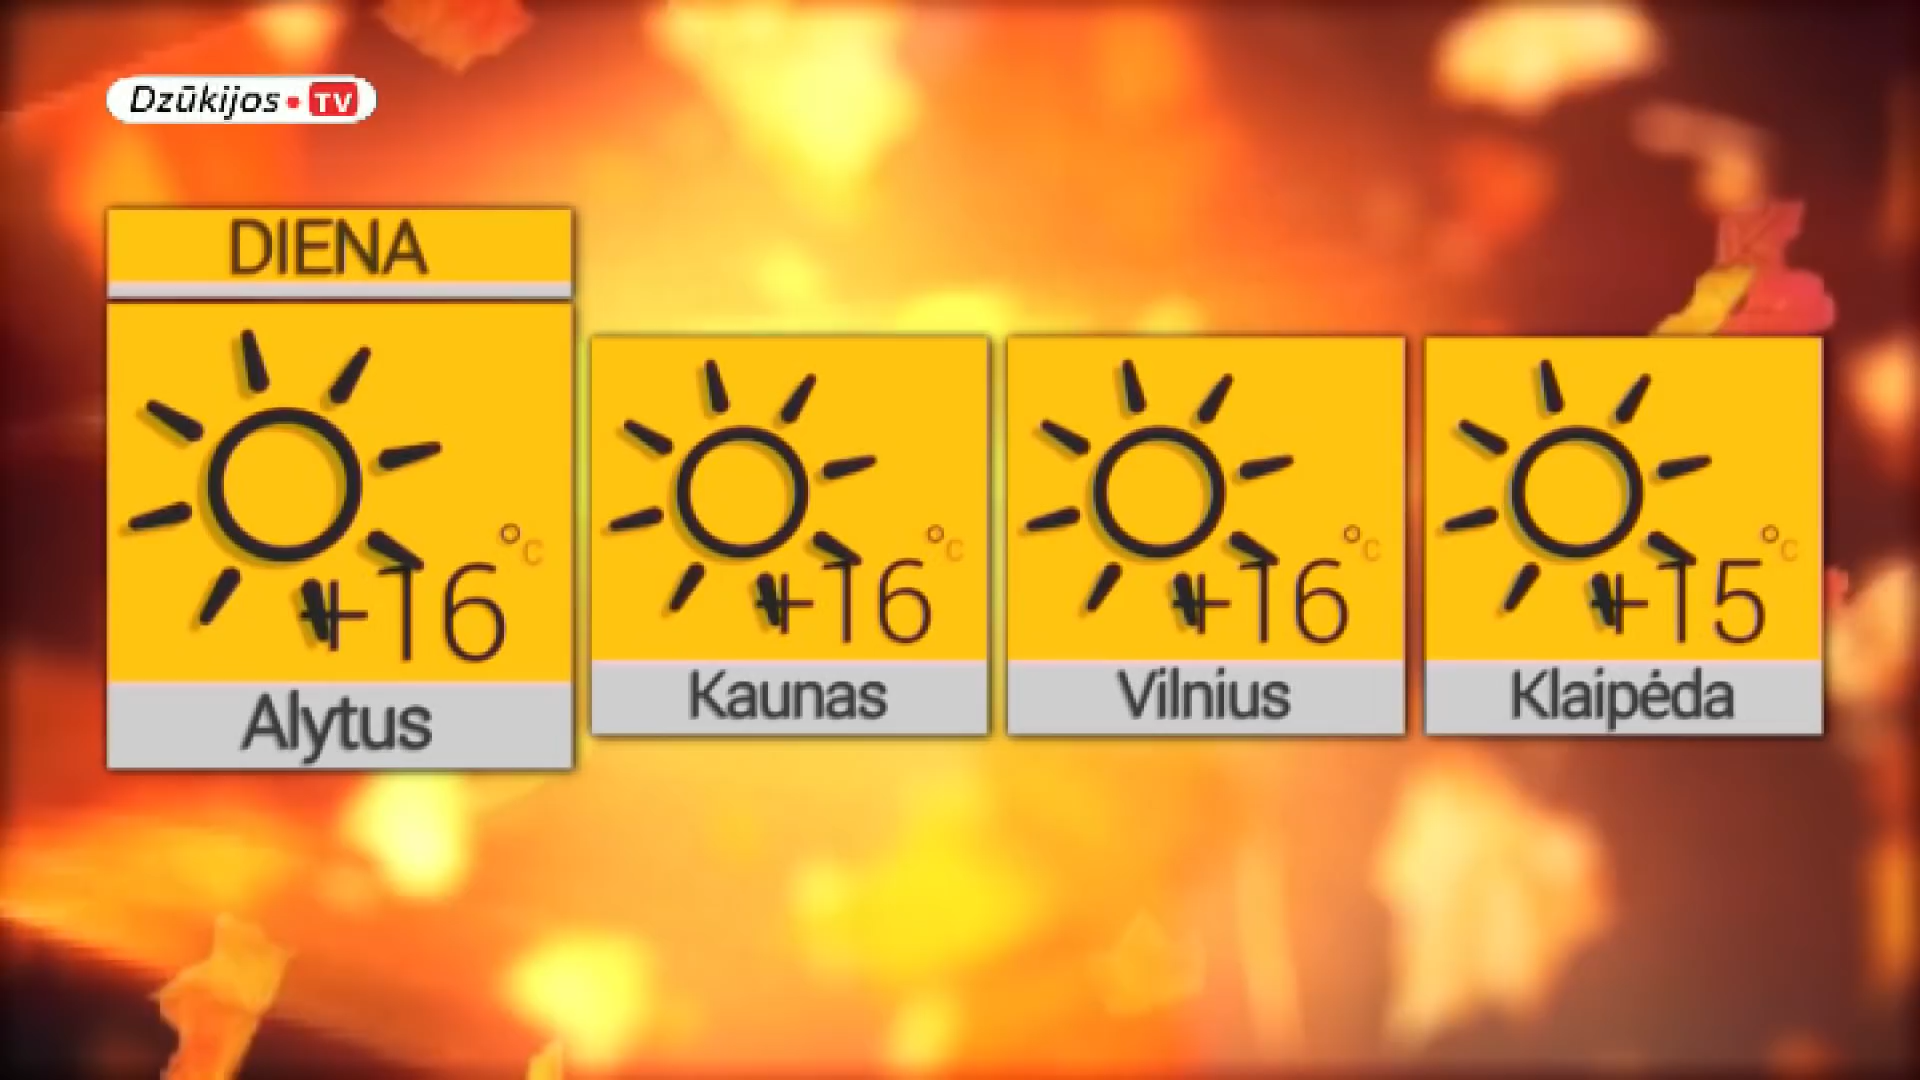 Dzūkijos TV
DIENA
+16 °C
Alytus
+16 °C
Kaunas
+16 °C
Vilnius
+15 °C
Klaipėda